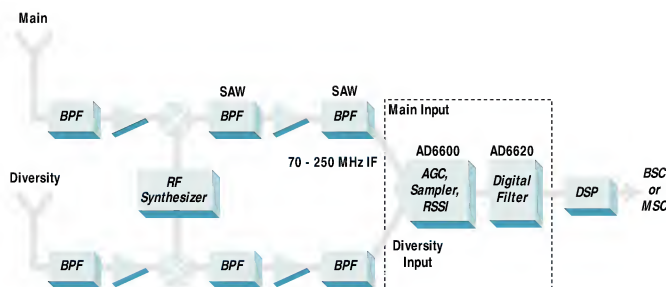 Main
SAW
SAW
BPF
BPF
BPF
Main Input
70 - 250 MHz IF
AD6600
AD6620
Diversity
RF
Synthesizer
AGC,
Sampler,
RSSI
Digital
Filter
DSP
BSC
or
MSC
Diversity
Input
BPF
BPF
BPF